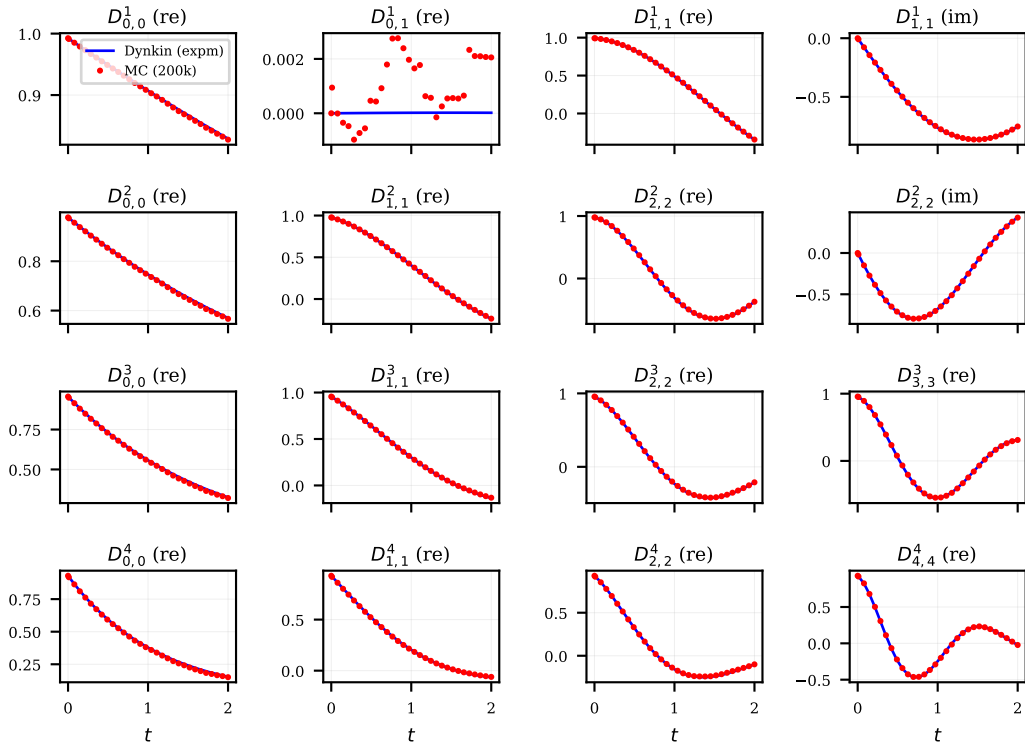 D^1_{0,0} (re)
D^1_{0,1} (re)
D^1_{1,1} (re)
D^1_{1,1} (im)
1.0
0.9
Dynkin (expm)
MC (200k)
0.002
0.000
1.0
0.5
0.0
0.0
−0.5
D^2_{0,0} (re)
D^2_{1,1} (re)
D^2_{2,2} (re)
D^2_{2,2} (im)
0.8
0.6
1.0
0.5
0.0
1
0
0.0
−0.5
D^3_{0,0} (re)
D^3_{1,1} (re)
D^3_{2,2} (re)
D^3_{3,3} (re)
0.75
0.50
1.0
0.5
0.0
1
0
1
0
D^4_{0,0} (re)
D^4_{1,1} (re)
D^4_{2,2} (re)
D^4_{4,4} (re)
0.75
0.50
0.25
0.5
0.0
0.5
0.0
0.5
0.0
−0.5
0 1 2
0 1 2
0 1 2
0 1 2
t
t
t
t